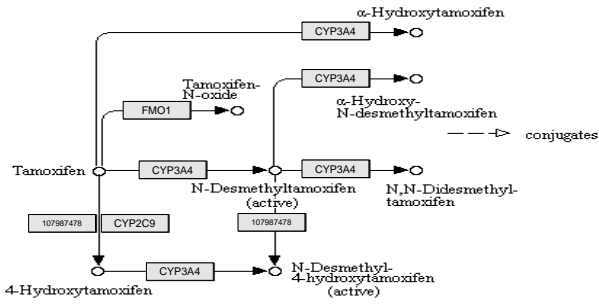 α-Hydroxytamoxifen
CYP3A4
CYP3A4
Tamoxifen-
N-oxide
α-Hydroxy-
N-desmethyltamoxifen
FMO1
conjugates
Tamoxifen
CYP3A4
CYP3A4
N-Desmethyltamoxifen
(active)
N,N-Didesmethyl-
tamoxifen
107987478
CYP2C9
107987478
CYP3A4
N-Desmethyl-
4-hydroxytamoxifen
(active)
4-Hydroxytamoxifen